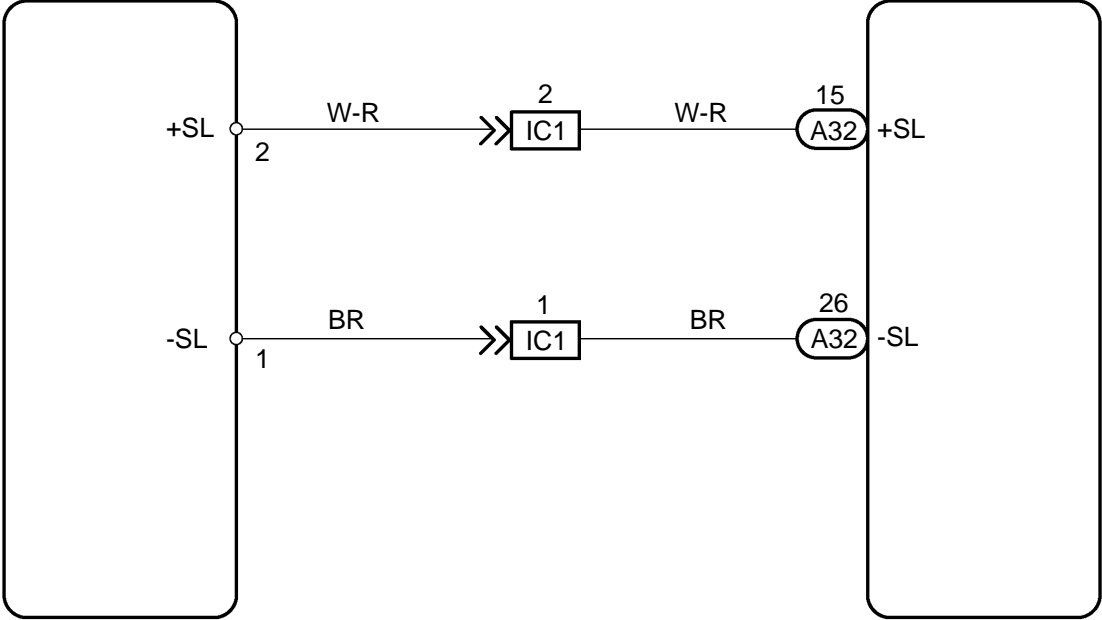 2 15
W-R W-R
+SL IC1 A32 +SL
2
1 26
BR BR
-SL IC1 A32 -SL
1